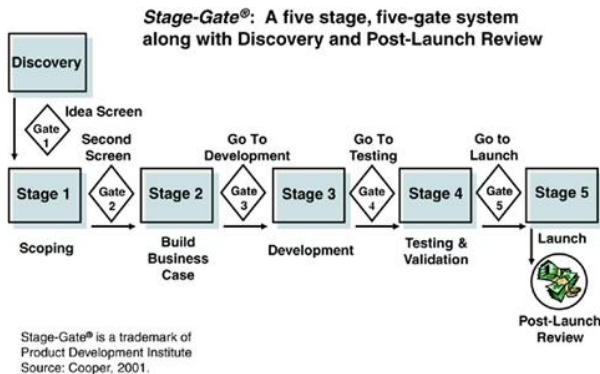 Stage-Gate®: A five stage, five-gate system
along with Discovery and Post-Launch Review
Discovery
Idea Screen
Gate
1
Second
Screen
Go To
Development
Go To
Testing
Go to
Launch
Stage 1
Gate
2
Stage 2
Gate
3
Stage 3
Gate
4
Stage 4
Gate
5
Stage 5
Scoping
Build
Business
Case
Development
Testing &
Validation
Launch
Post-Launch
Review
Stage-Gate® is a trademark of
Product Development Institute
Source: Cooper, 2001.